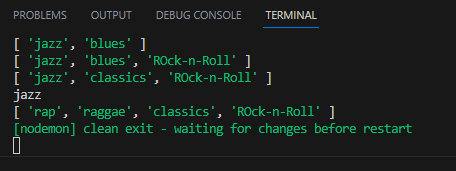 PROBLEMS OUTPUT DEBUG CONSOLE TERMINAL
[ 'jazz', 'blues' ]
[ 'jazz', 'blues', 'ROck-n-Roll' ]
[ 'jazz', 'classics', 'ROck-n-Roll' ]
jazz
[ 'rap', 'raggae', 'classics', 'ROck-n-Roll' ]
[nodemon] clean exit - waiting for changes before restart